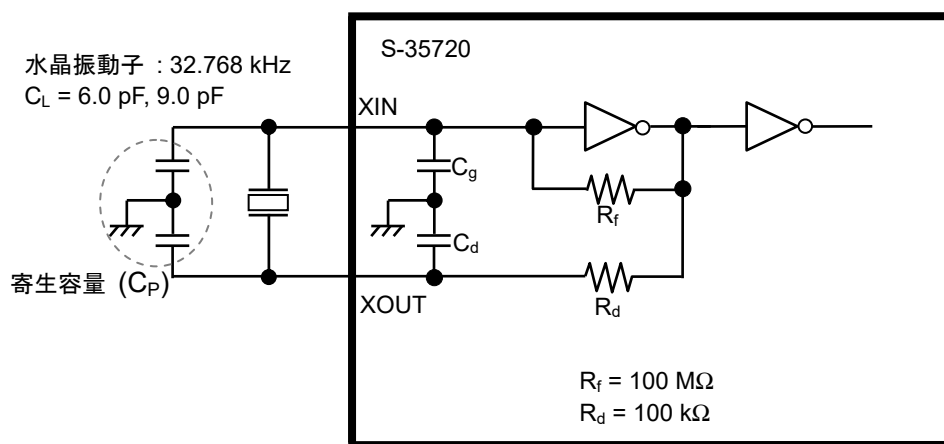 S-35720
水晶振動子 : 32.768 kHz
C_L = 6.0 pF, 9.0 pF
XIN
C_g
R_f
C_d
寄生容量 (C_P)
XOUT
R_d
R_f = 100 MΩ
R_d = 100 kΩ